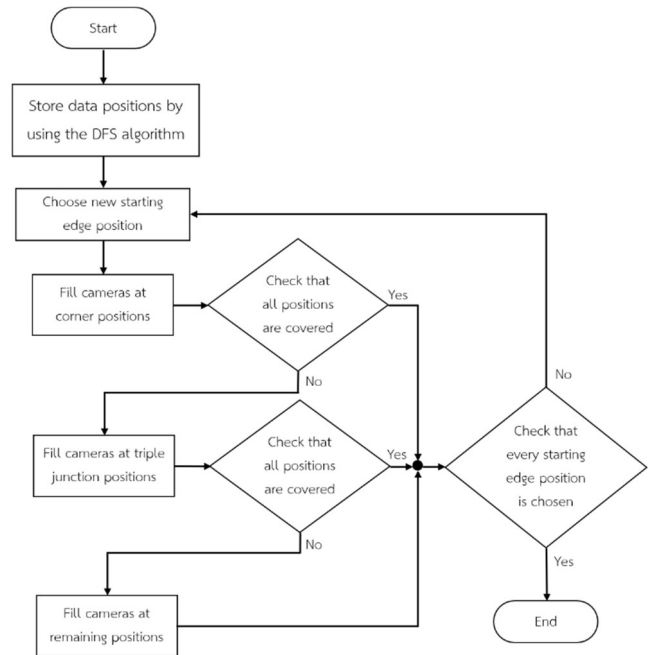 Start
Store data positions by
using the DFS algorithm
Choose new starting
edge position
Fill cameras at
corner positions
Check that
all positions
are covered
Yes
No
Fill cameras at triple
junction positions
Check that
all positions
are covered
Yes
No
Fill cameras at
remaining positions
Check that
every starting
edge position
is chosen
No
Yes
End